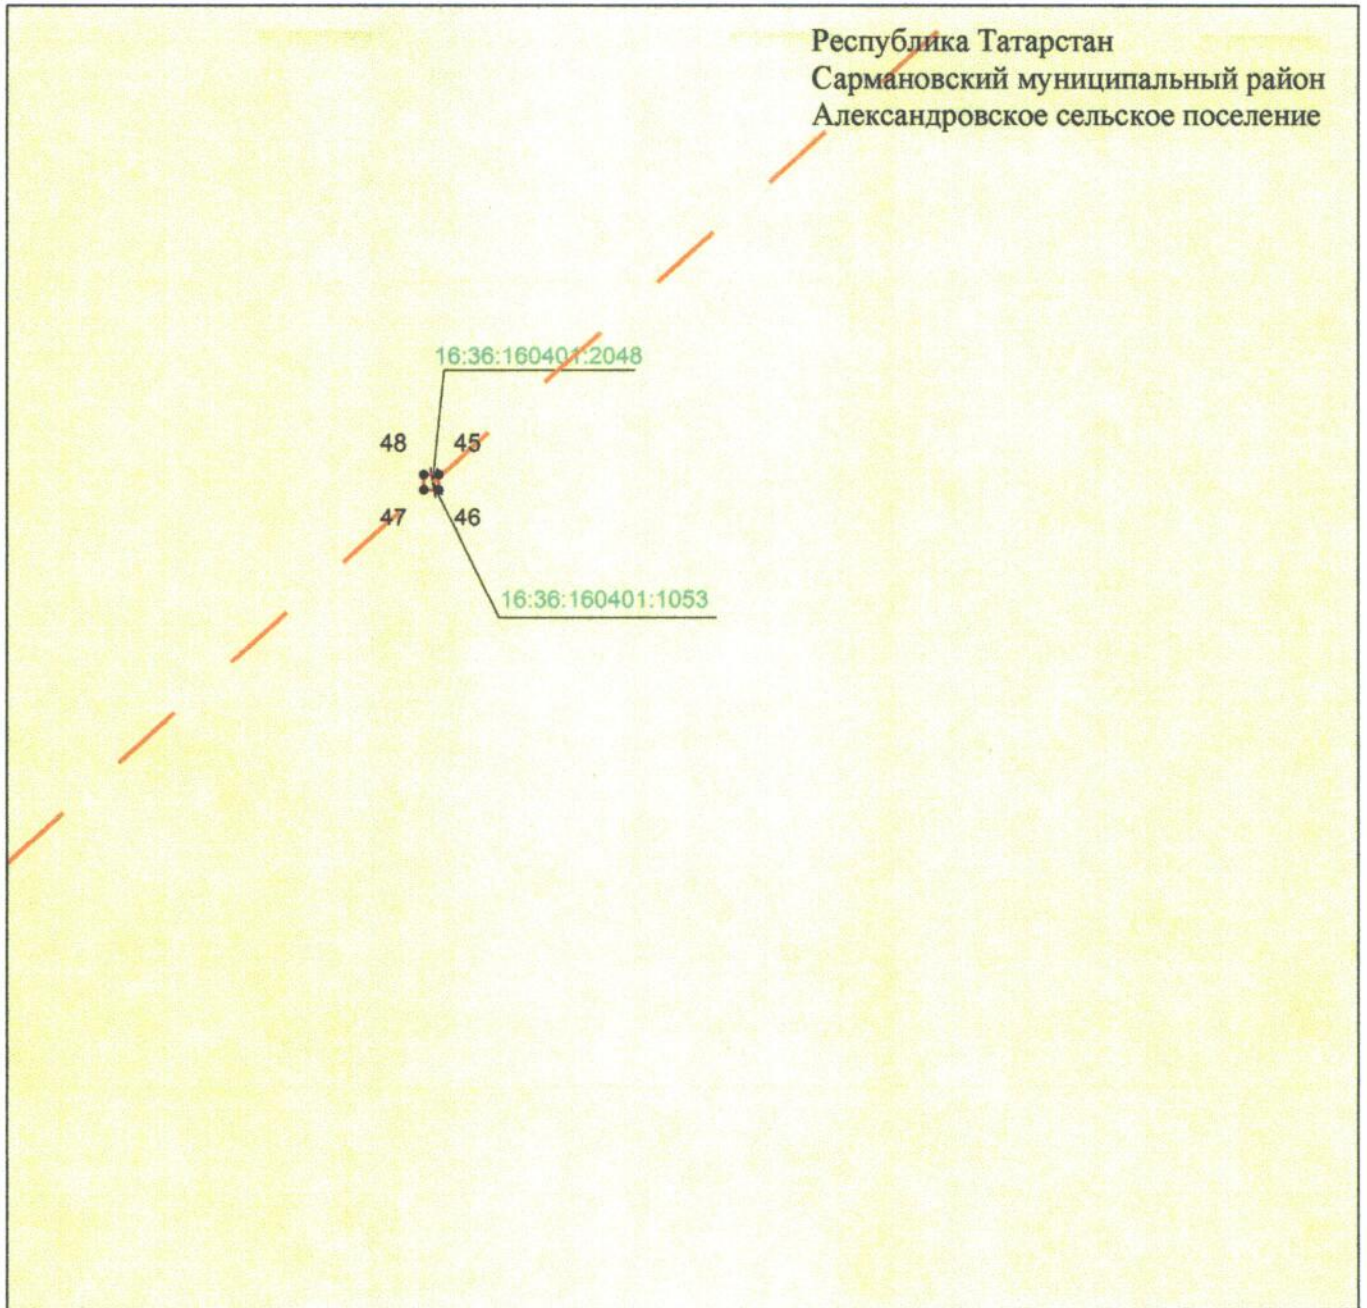 Республика Татарстан
Сармановский муниципальный район
Александровское сельское поселение
16:36:160401:2048
48 45
47 46
16:36:160401:1053